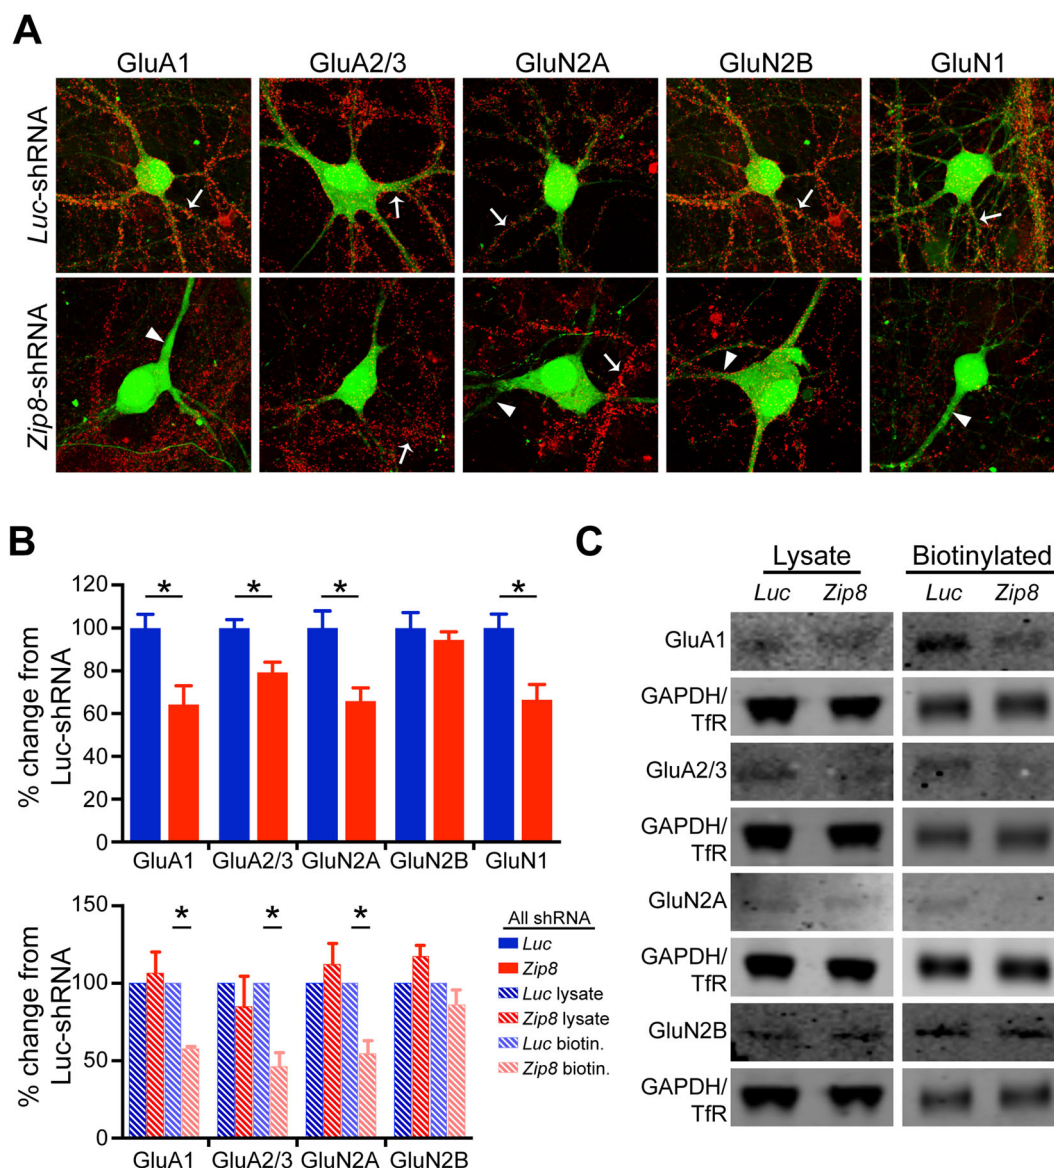 A
GluA1 GluA2/3 GluN2A GluN2B GluN1
Luc-shRNA
Zip8-shRNA
B
% change from
Luc-shRNA
120
100
80
60
40
20
0
* * * *
GluA1 GluA2/3 GluN2A GluN2B GluN1
% change from
Luc-shRNA
150
100
50
0
* * *
GluA1 GluA2/3 GluN2A GluN2B
All shRNA
Luc
Zip8
Luc lysate
Zip8 lysate
Luc biotin.
Zip8 biotin.
C
Lysate Biotinylated
Luc Zip8 Luc Zip8
GluA1
GAPDH/
TfR
GluA2/3
GAPDH/
TfR
GluN2A
GAPDH/
TfR
GluN2B
GAPDH/
TfR